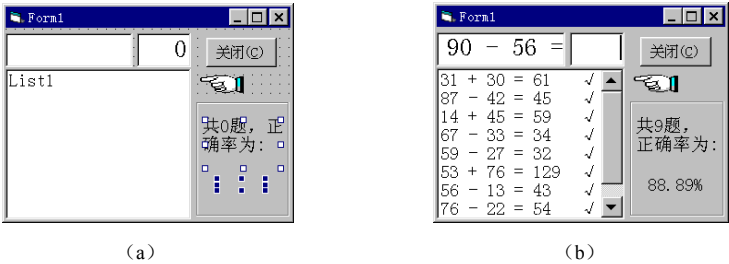 Form1
0
关闭(C)
List1
共0题，正
确率为:
(a)
Form1
90 - 56 =
关闭(C)
31 + 30 = 61 √
87 - 42 = 45 √
14 + 45 = 59 √
67 - 33 = 34 √
59 - 27 = 32 √
53 + 76 = 129 √
56 - 13 = 43 √
76 - 22 = 54 √
共9题，
正确率为:
88.89%
(b)